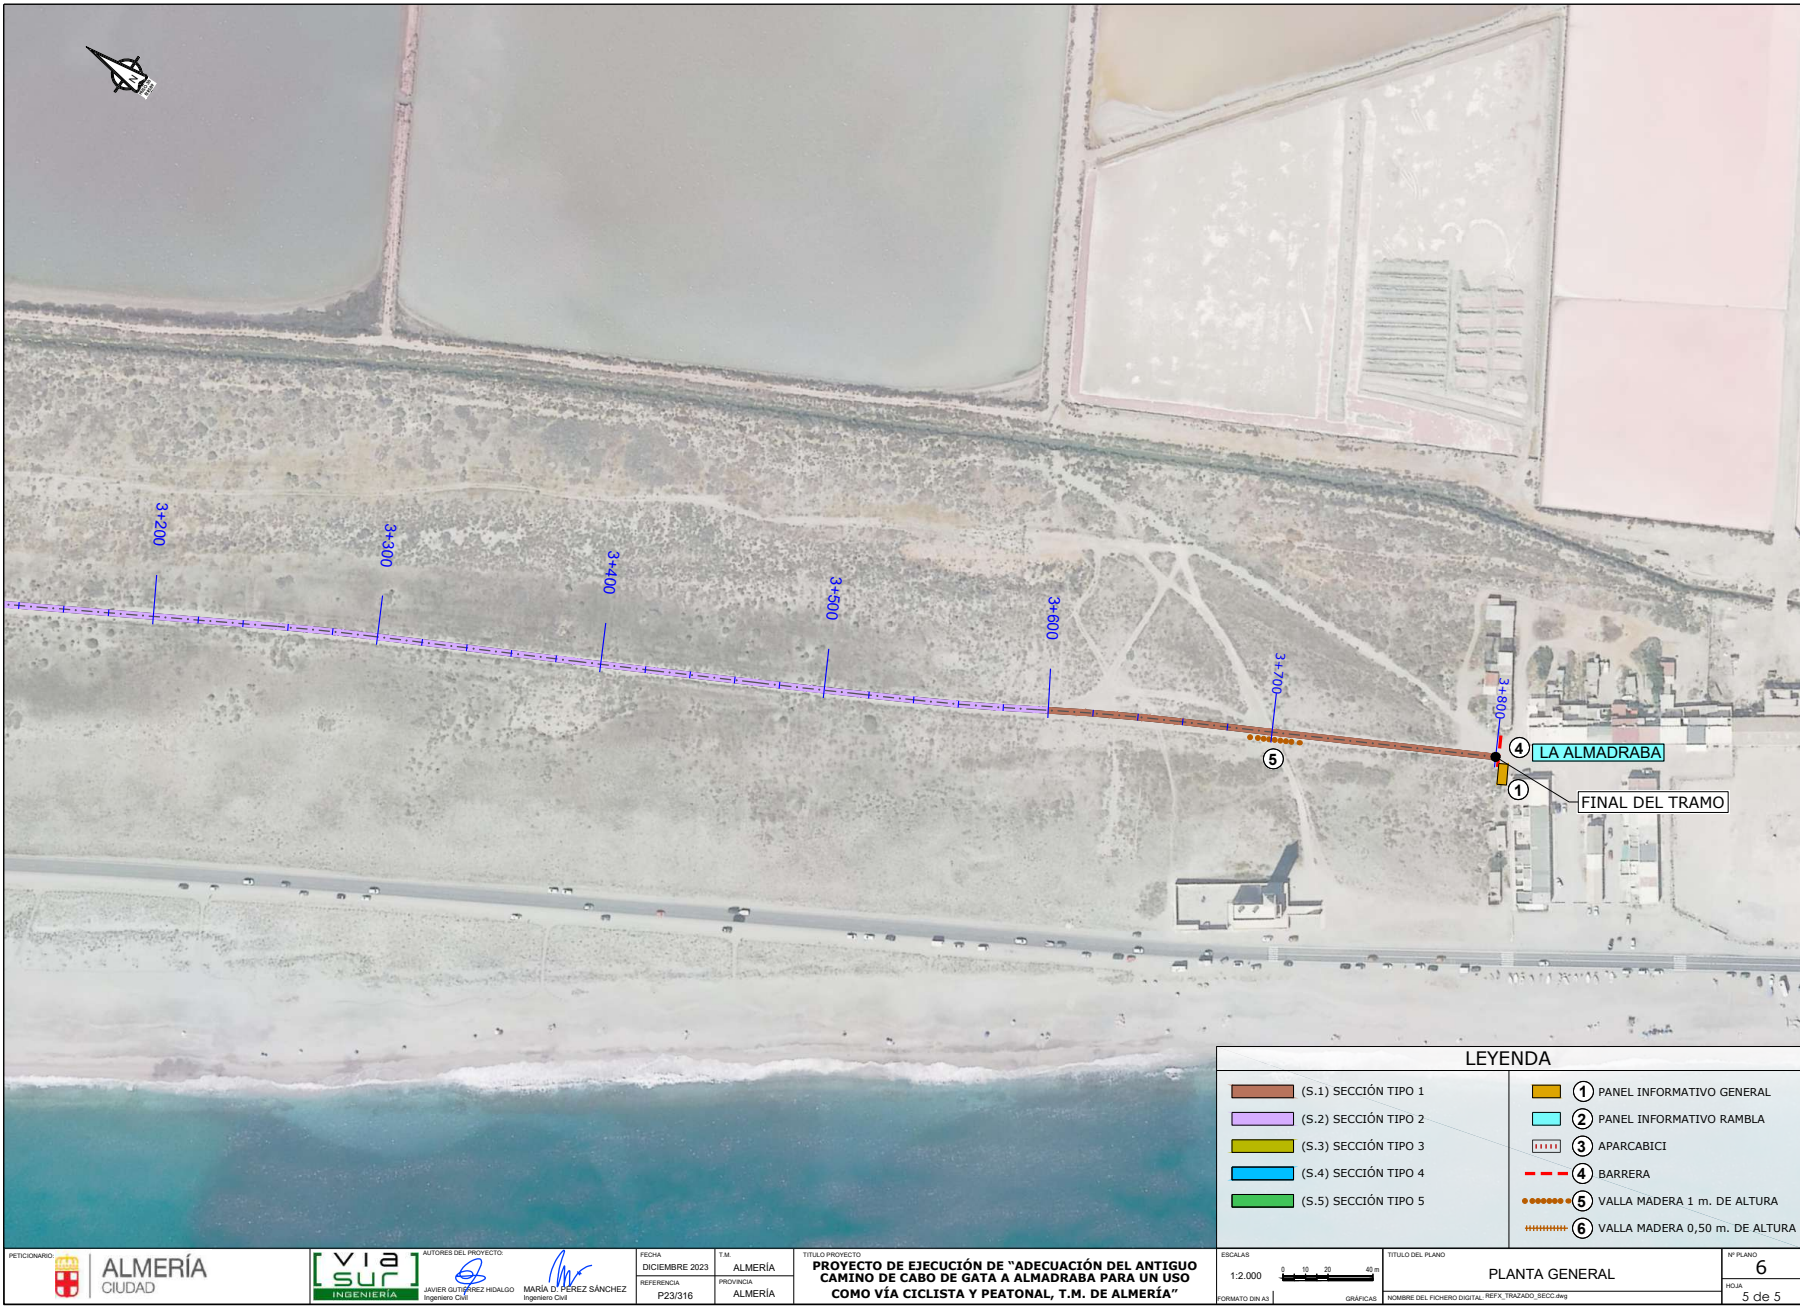 N
3+200
3+300
3+400
3+500
3+600
3+700
3+800
4
LA ALMADRABA
5
1
FINAL DEL TRAMO
LEYENDA
(S.1) SECCIÓN TIPO 1
(S.2) SECCIÓN TIPO 2
(S.3) SECCIÓN TIPO 3
(S.4) SECCIÓN TIPO 4
(S.5) SECCIÓN TIPO 5
1 PANEL INFORMATIVO GENERAL
2 PANEL INFORMATIVO RAMBLA
3 APARCABICI
4 BARRERA
5 VALLA MADERA 1 m. DE ALTURA
6 VALLA MADERA 0,50 m. DE ALTURA
PETICIONARIO:
ALMERÍA
CIUDAD
vıa
sur
INGENIERÍA
AUTORES DEL PROYECTO:
JAVIER GUTIÉRREZ HIDALGO
Ingeniero Civil
MARÍA D. PÉREZ SÁNCHEZ
Ingeniero Civil
FECHA
DICIEMBRE 2023
REFERENCIA
P23/316
T.M.
ALMERÍA
PROVINCIA
ALMERÍA
TITULO PROYECTO
PROYECTO DE EJECUCIÓN DE "ADECUACIÓN DEL ANTIGUO
CAMINO DE CABO DE GATA A ALMADRABA PARA UN USO
COMO VÍA CICLISTA Y PEATONAL, T.M. DE ALMERÍA"
ESCALAS
1:2.000
0 10 20 40 m
FORMATO DIN A3
GRÁFICAS
TITULO DEL PLANO
PLANTA GENERAL
NOMBRE DEL FICHERO DIGITAL: REFX_TRAZADO_SECC.dwg
Nº PLANO
6
HOJA
5 de 5